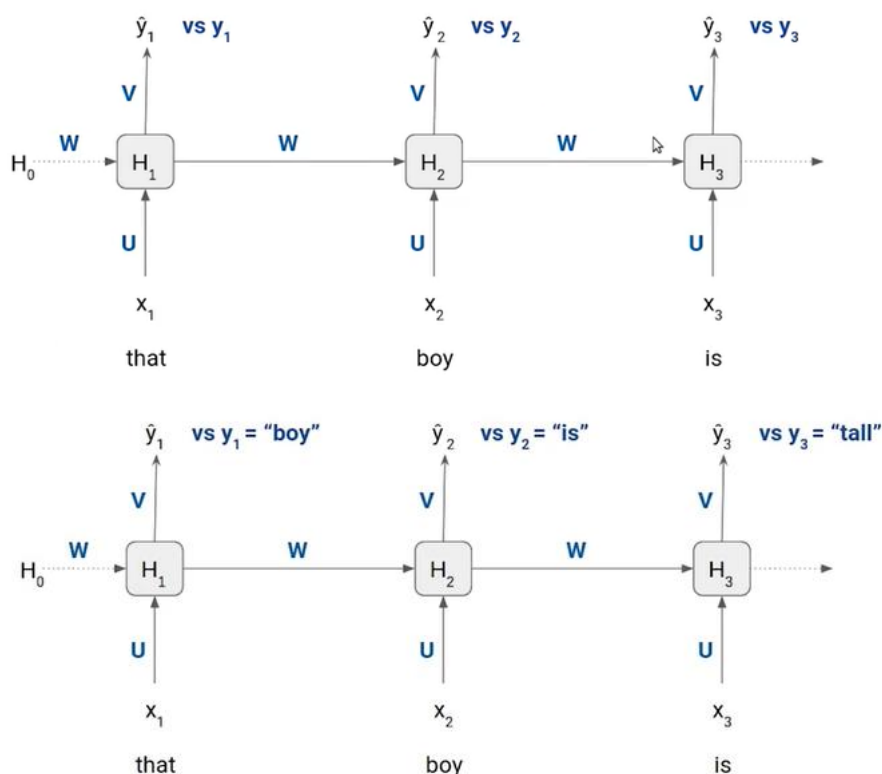 ŷ₁ vs y₁ ŷ₂ vs y₂ ŷ₃ vs y₃
V V V
W W W
H₀ H₁ H₂ H₃
U U U
x₁ x₂ x₃
that boy is
ŷ₁ vs y₁ = “boy” ŷ₂ vs y₂ = “is” ŷ₃ vs y₃ = “tall”
V V V
W W W
H₀ H₁ H₂ H₃
U U U
x₁ x₂ x₃
that boy is